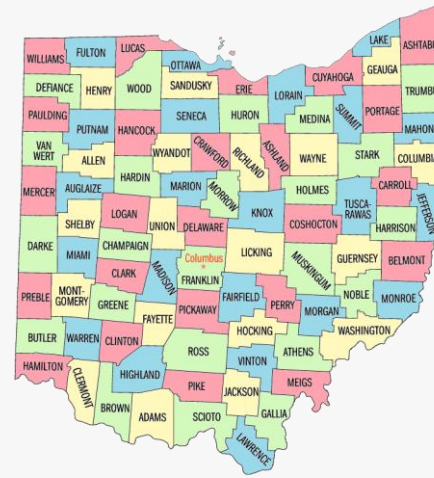 WILLIAMS
FULTON
LUCAS
OTTAWA
LAKE
ASHTAB
GEAUGA
CUYAHOGA
ERIE
SANDUSKY
WOOD
HENRY
DEFIANCE
LORAIN
TRUMB
PORTAGE
SUMMIT
MEDINA
HURON
SENECA
HANCOCK
PUTNAM
PAULDING
MAHON
VAN
WERT
ALLEN
WYANDOT
CRAWFORD
RICHLAND
ASHLAND
WAYNE
STARK
COLUMBI
MERCER
AUGLAIZE
HARDIN
MARION
MORROW
HOLMES
TUSCA-
RAWAS
CARROLL
JEFFERSON
SHELBY
LOGAN
UNION
DELAWARE
KNOX
COSHOCTON
HARRISON
DARKE
MIAMI
CHAMPAIGN
CLARK
MADISON
Columbus
FRANKLIN
LICKING
MUSKINGUM
GUERNSEY
BELMONT
PREBLE
MONT-
GOMERY
GREENE
FAYETTE
PICKAWAY
FAIRFIELD
PERRY
MORGAN
NOBLE
MONROE
BUTLER
WARREN
CLINTON
ROSS
HOCKING
ATHENS
WASHINGTON
HAMILTON
CLERMONT
BROWN
HIGHLAND
ADAMS
PIKE
SCIOTO
JACKSON
VINTON
MEIGS
GALLIA
LAWRENCE